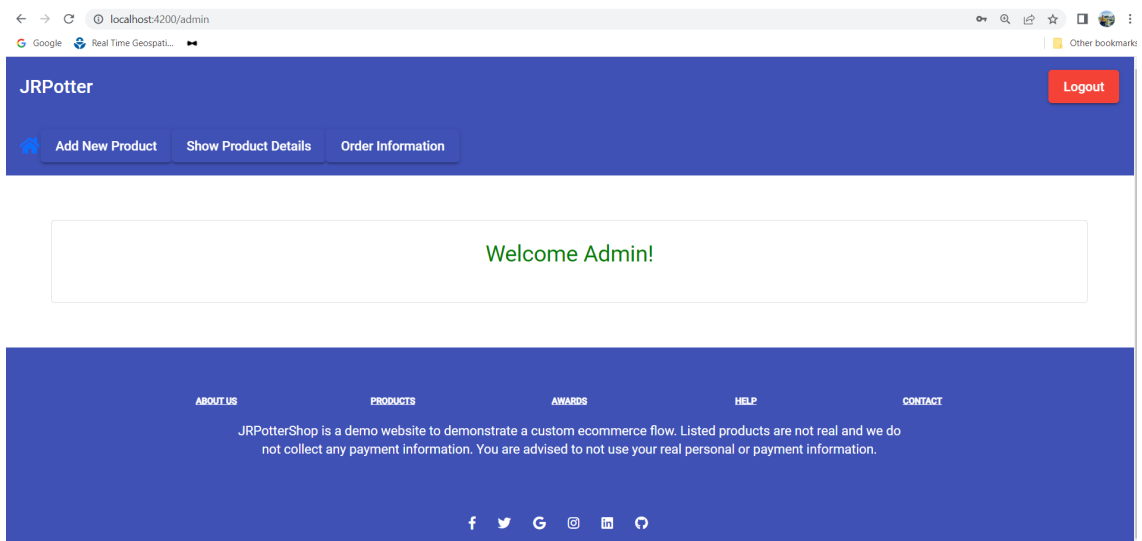 localhost:4200/admin
Google Real Time Geospati... Other bookmarks
JRPotter Logout
Add New Product Show Product Details Order Information
Welcome Admin!
ABOUT US PRODUCTS AWARDS HELP CONTACT
JRPotterShop is a demo website to demonstrate a custom ecommerce flow. Listed products are not real and we do
not collect any payment information. You are advised to not use your real personal or payment information.